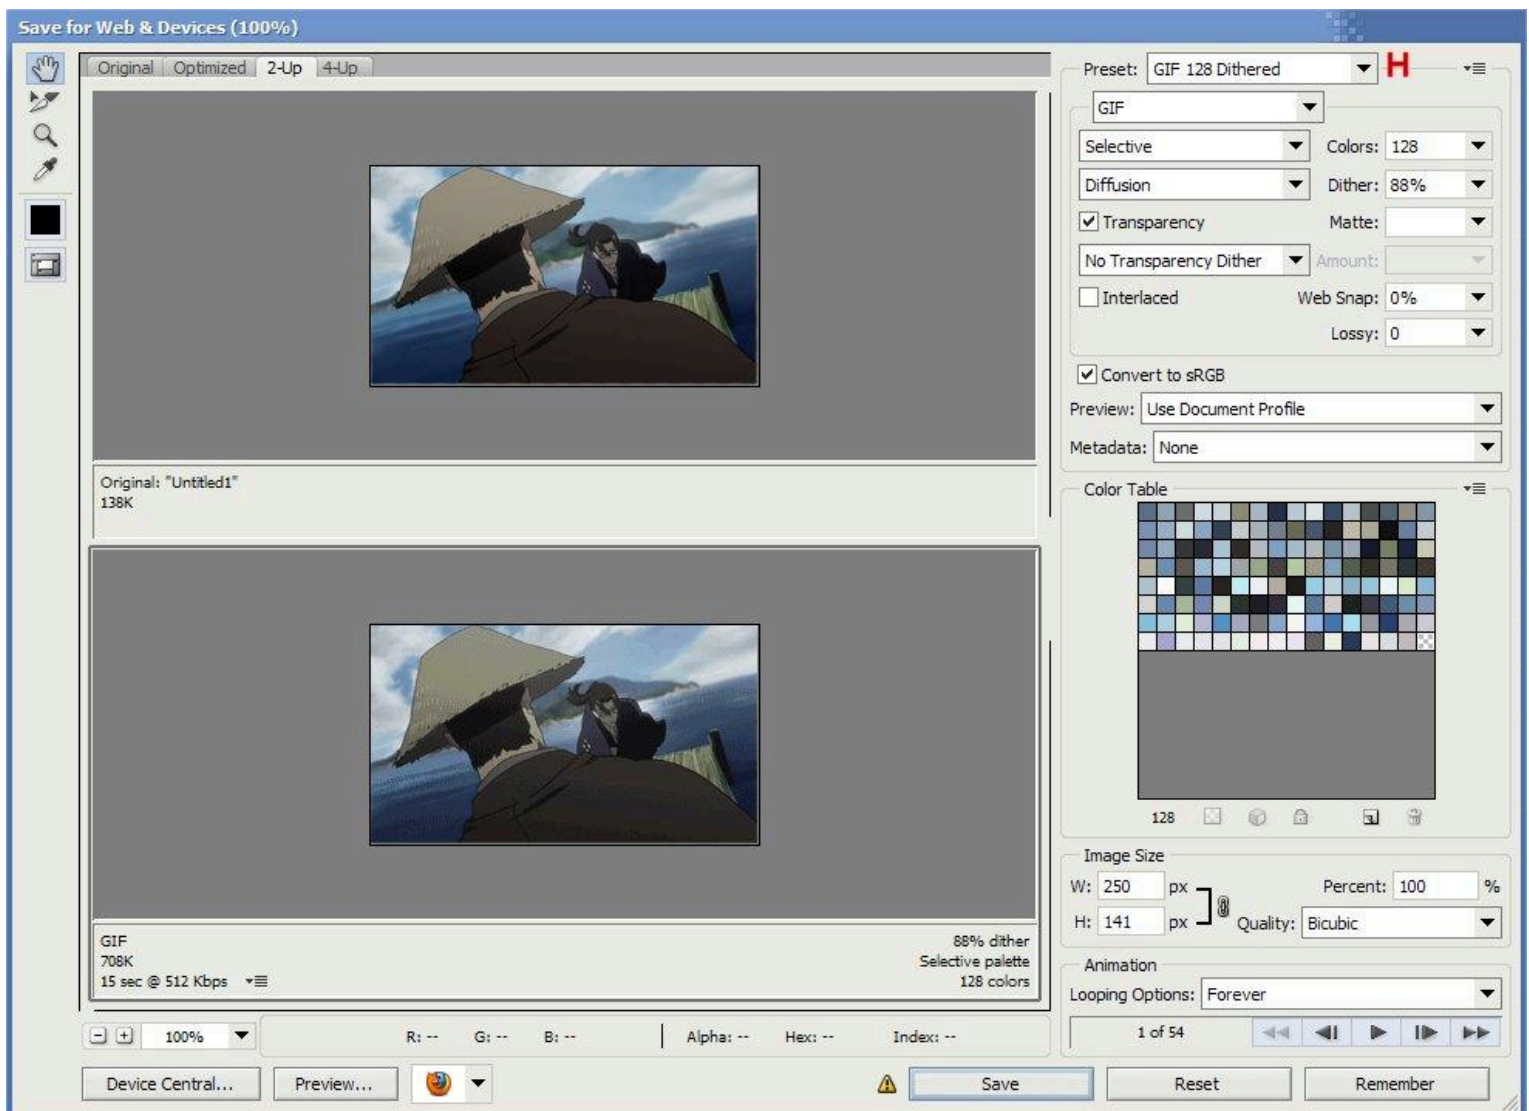 Save for Web & Devices (100%)
Original Optimized 2-Up 4-Up
Preset: GIF 128 Dithered H
GIF
Selective Colors: 128
Diffusion Dither: 88%
Transparency Matte:
No Transparency Dither Amount:
Interlaced Web Snap: 0%
Lossy: 0
Convert to sRGB
Preview: Use Document Profile
Metadata: None
Original: "Untitled1"
138K
Color Table
128
Image Size
W: 250 px Percent: 100 %
H: 141 px Quality: Bicubic
GIF 88% dither
708K Selective palette
15 sec @ 512 Kbps 128 colors
Animation
Looping Options: Forever
1 of 54
100% R: -- G: -- B: -- Alpha: -- Hex: -- Index: --
Device Central... Preview... Save Reset Remember